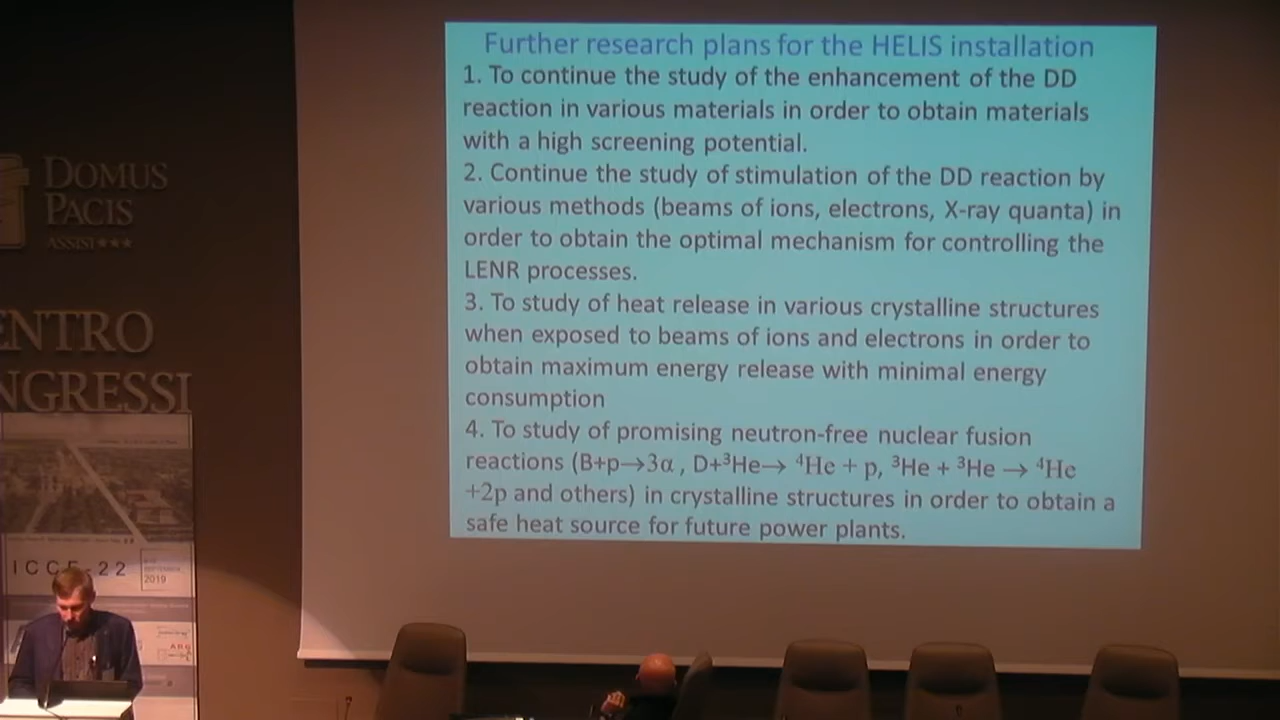 Further research plans for the HELIS installation
1. To continue the study of the enhancement of the DD
reaction in various materials in order to obtain materials
with a high screening potential.
2. Continue the study of stimulation of the DD reaction by
various methods (beams of ions, electrons, X-ray quanta) in
order to obtain the optimal mechanism for controlling the
LENR processes.
3. To study of heat release in various crystalline structures
when exposed to beams of ions and electrons in order to
obtain maximum energy release with minimal energy
consumption
4. To study of promising neutron-free nuclear fusion
reactions (B+p→3α , D+³He→ ⁴He + p, ³He + ³He → ⁴He
+2p and others) in crystalline structures in order to obtain a
safe heat source for future power plants.
DOMUS
PACIS
ASSISI★★★
ENTRO
NGRESSI
ICCF-22
2019